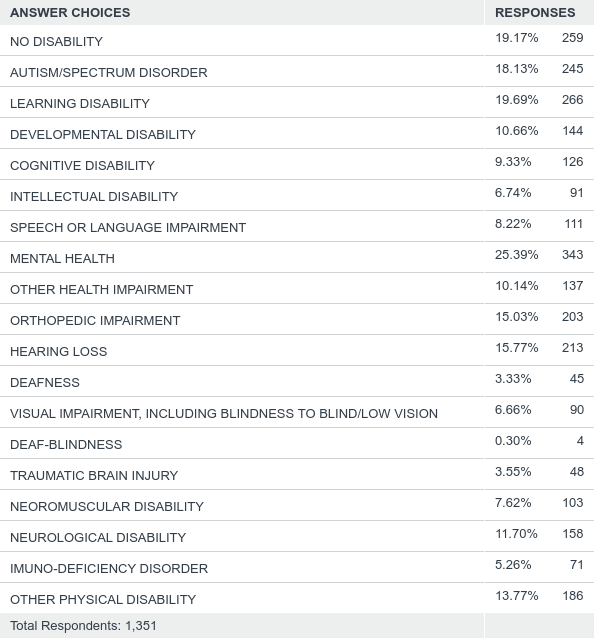 ANSWER CHOICES RESPONSES
NO DISABILITY 19.17% 259
AUTISM/SPECTRUM DISORDER 18.13% 245
LEARNING DISABILITY 19.69% 266
DEVELOPMENTAL DISABILITY 10.66% 144
COGNITIVE DISABILITY 9.33% 126
INTELLECTUAL DISABILITY 6.74% 91
SPEECH OR LANGUAGE IMPAIRMENT 8.22% 111
MENTAL HEALTH 25.39% 343
OTHER HEALTH IMPAIRMENT 10.14% 137
ORTHOPEDIC IMPAIRMENT 15.03% 203
HEARING LOSS 15.77% 213
DEAFNESS 3.33% 45
VISUAL IMPAIRMENT, INCLUDING BLINDNESS TO BLIND/LOW VISION 6.66% 90
DEAF-BLINDNESS 0.30% 4
TRAUMATIC BRAIN INJURY 3.55% 48
NEOROMUSCULAR DISABILITY 7.62% 103
NEUROLOGICAL DISABILITY 11.70% 158
IMUNO-DEFICIENCY DISORDER 5.26% 71
OTHER PHYSICAL DISABILITY 13.77% 186
Total Respondents: 1,351